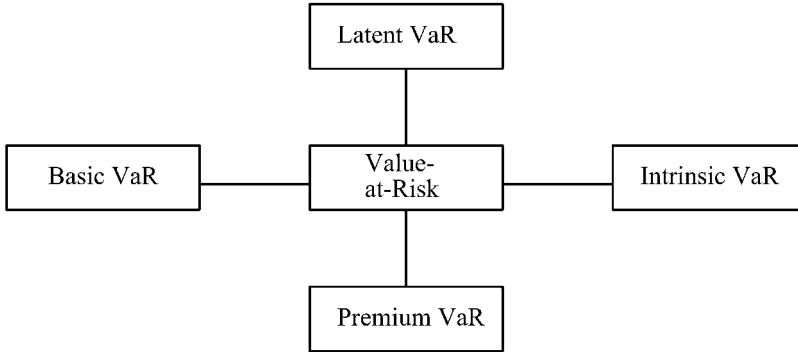 Latent VaR
Basic VaR
Value-
at-Risk
Intrinsic VaR
Premium VaR